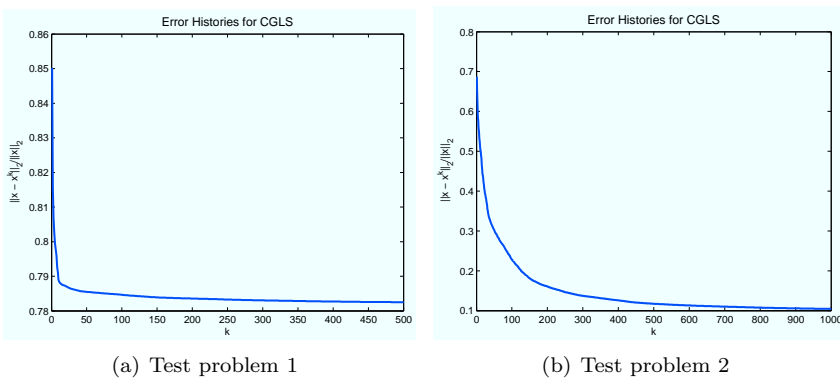 Error Histories for CGLS
0.86
0.85
0.84
0.83
0.82
0.81
0.8
0.79
0.78
||x − x^k||_2/||x||_2
0 50 100 150 200 250 300 350 400 450 500
k
(a) Test problem 1
Error Histories for CGLS
0.8
0.7
0.6
0.5
0.4
0.3
0.2
0.1
||x − x^k||_2/||x||_2
0 100 200 300 400 500 600 700 800 900 1000
k
(b) Test problem 2